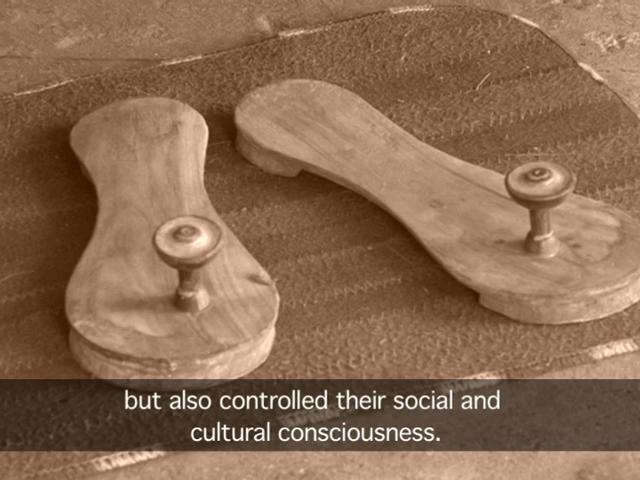 but also controlled their social and
cultural consciousness.